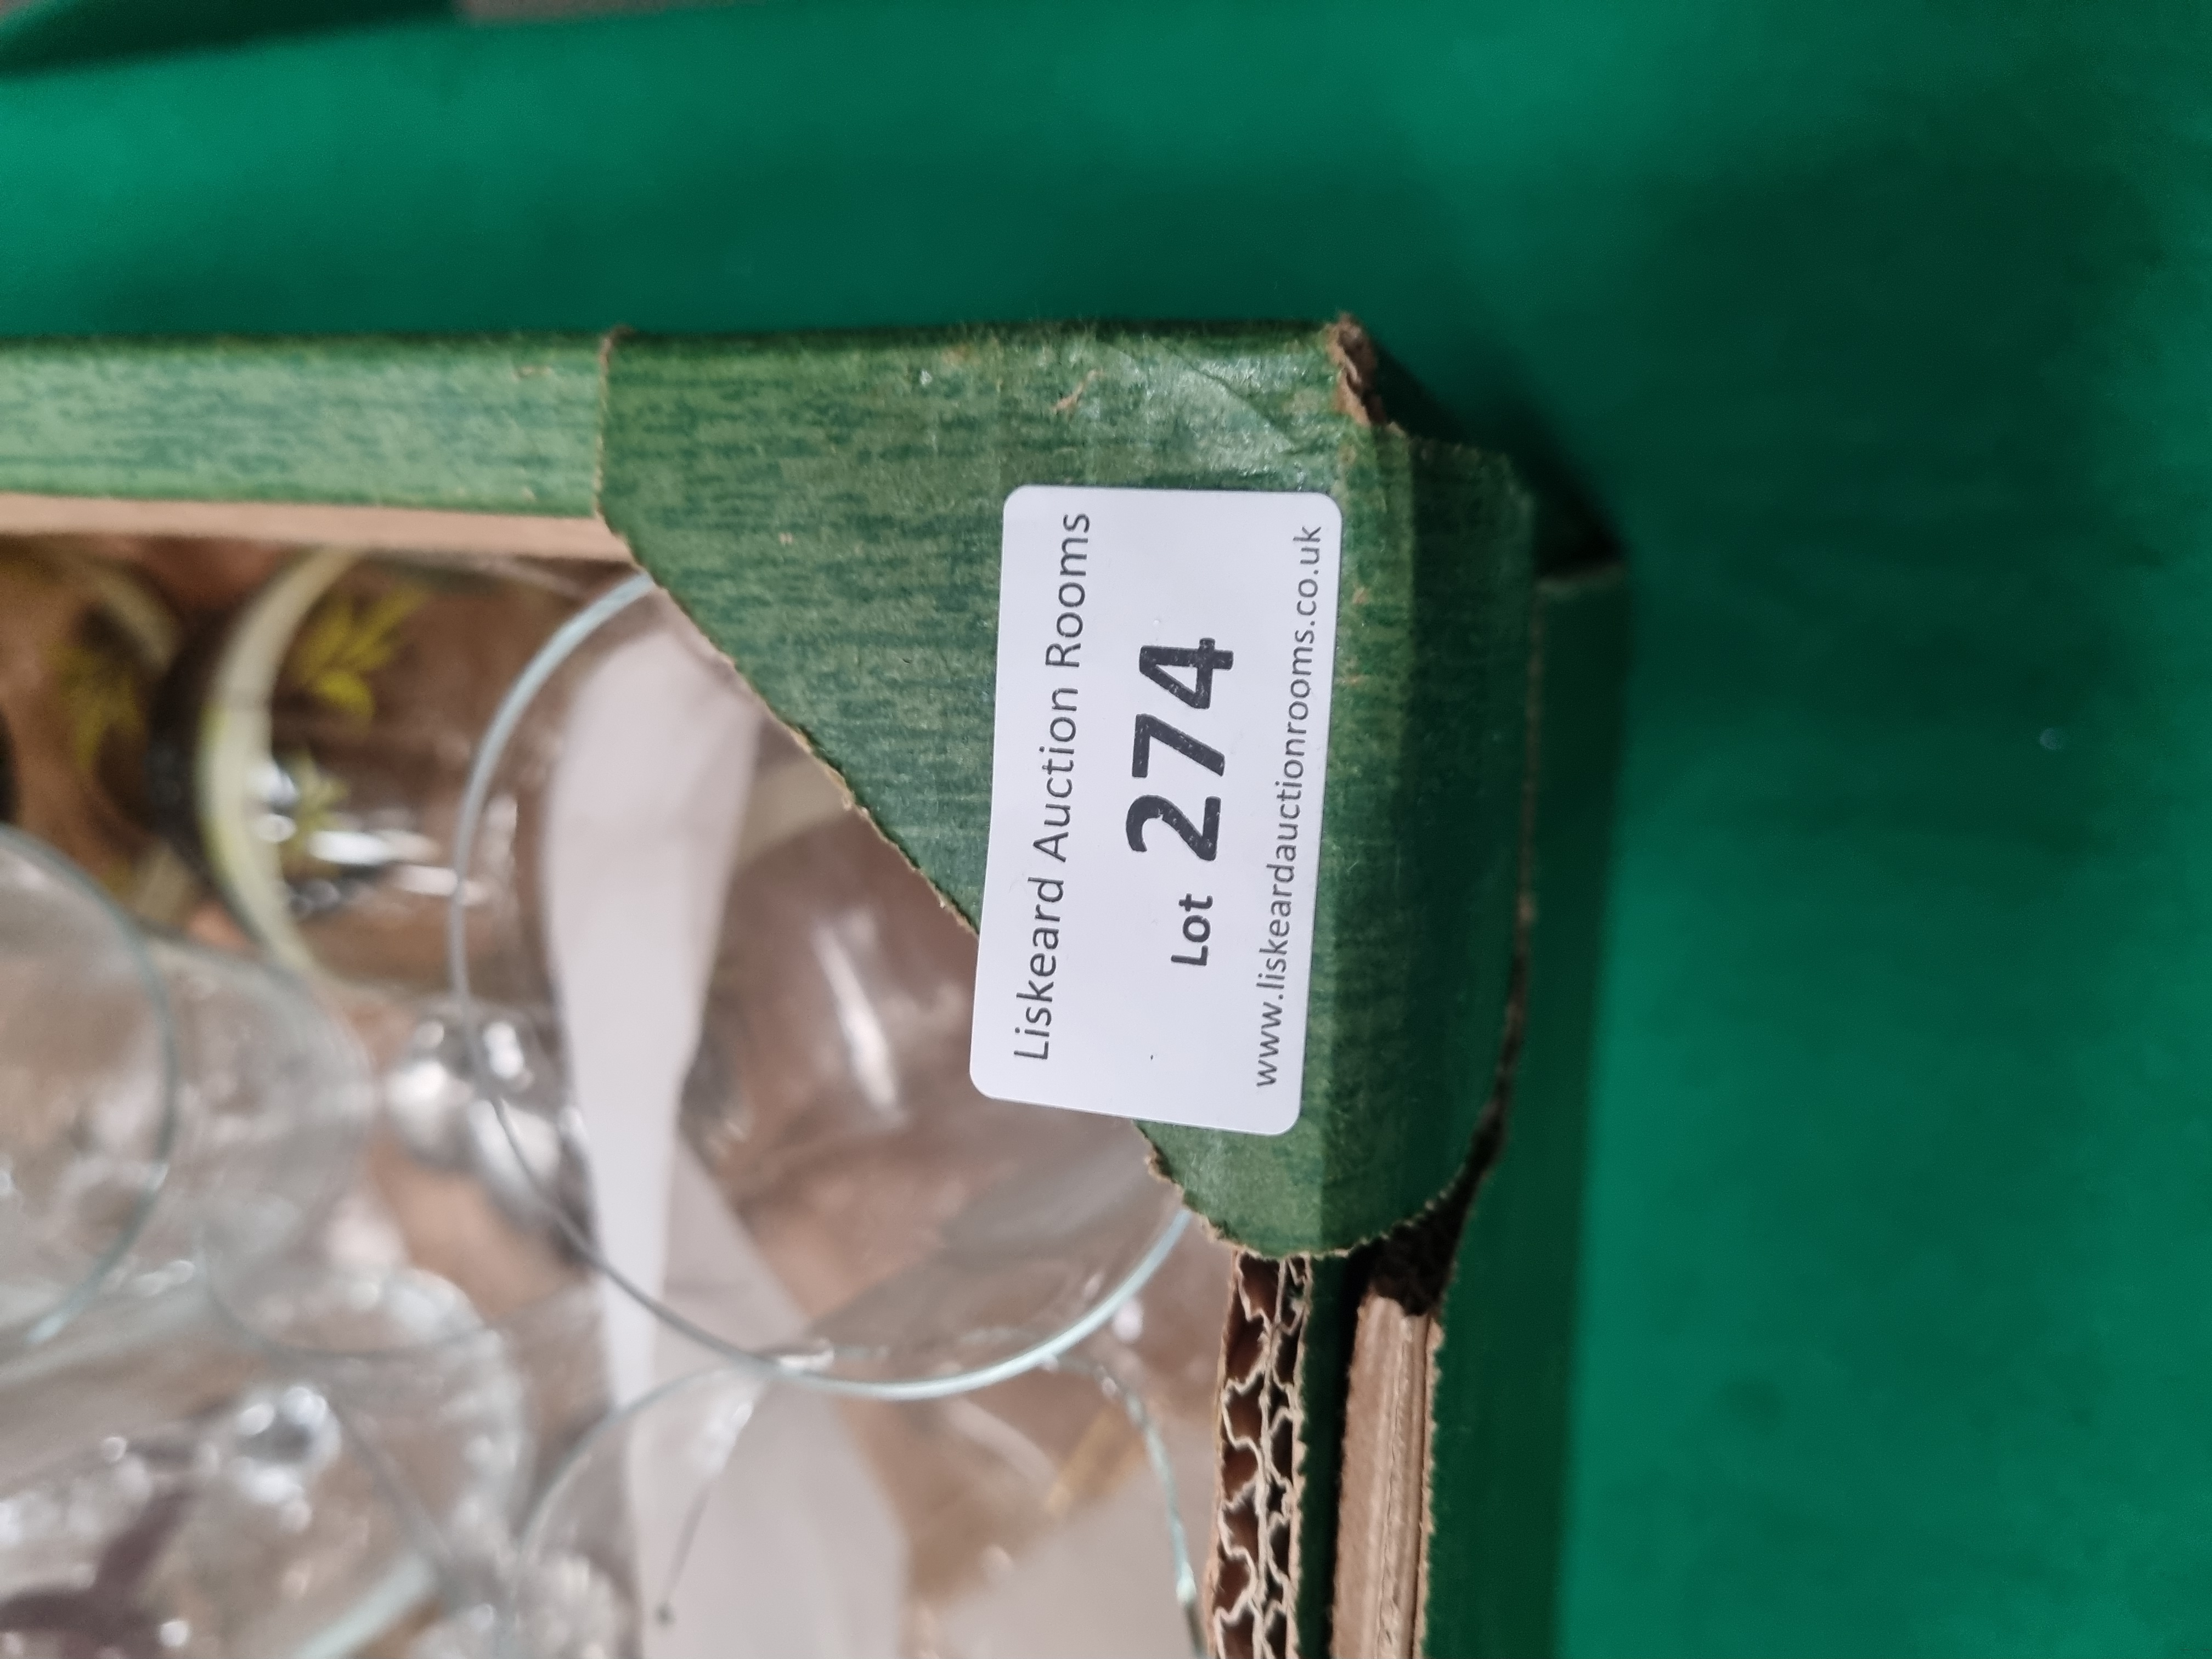 Liskeard Auction Rooms
Lot 274
www.liskeardauctionrooms.co.uk